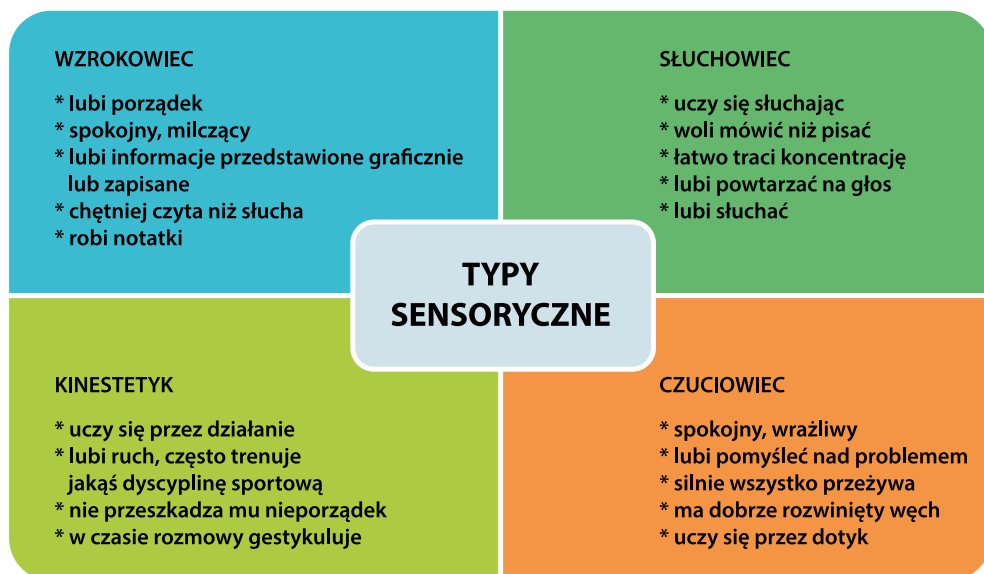 WZROKOWIEC
* lubi porządek
* spokojny, milczący
* lubi informacje przedstawione graficznie
lub zapisane
* chętniej czyta niż słucha
* robi notatki
SŁUCHOWIEC
* uczy się słuchając
* woli mówić niż pisać
* łatwo traci koncentrację
* lubi powtarzać na głos
* lubi słuchać
TYPY
SENSORYCZNE
KINESTETYK
* uczy się przez działanie
* lubi ruch, często trenuje
jakąś dyscyplinę sportową
* nie przeszkadza mu nieporządek
* w czasie rozmowy gestykuluje
CZUCIOWIEC
* spokojny, wrażliwy
* lubi pomyśleć nad problemem
* silnie wszystko przeżywa
* ma dobrze rozwinięty węch
* uczy się przez dotyk